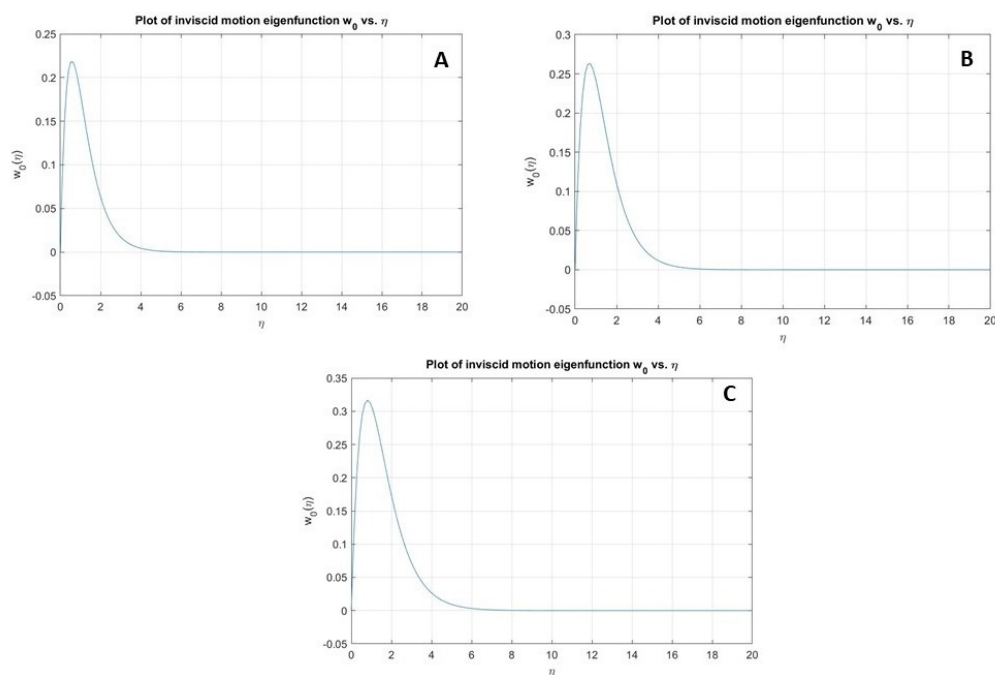 Plot of inviscid motion eigenfunction w₀ vs. η
A
0.25
0.2
0.15
0.1
0.05
0
-0.05
w₀(η)
0 2 4 6 8 10 12 14 16 18 20
η
Plot of inviscid motion eigenfunction w₀ vs. η
B
0.3
0.25
0.2
0.15
0.1
0.05
0
-0.05
w₀(η)
0 2 4 6 8 10 12 14 16 18 20
η
Plot of inviscid motion eigenfunction w₀ vs. η
C
0.35
0.3
0.25
0.2
0.15
0.1
0.05
0
-0.05
w₀(η)
0 2 4 6 8 10 12 14 16 18 20
η